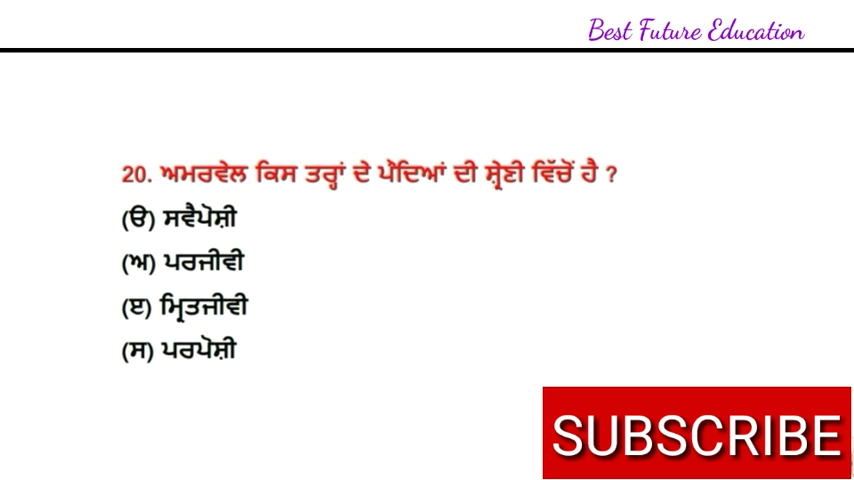 Best Future Education
20. ਅਮਰਵੇਲ ਕਿਸ ਤਰ੍ਹਾਂ ਦੇ ਪੌਦਿਆਂ ਦੀ ਸ਼੍ਰੇਣੀ ਵਿੱਚੋਂ ਹੈ ?
(ੳ) ਸਵੈਪੋਸ਼ੀ
(ਅ) ਪਰਜੀਵੀ
(ੲ) ਮ੍ਰਿਤਜੀਵੀ
(ਸ) ਪਰਪੋਸ਼ੀ
SUBSCRIBE